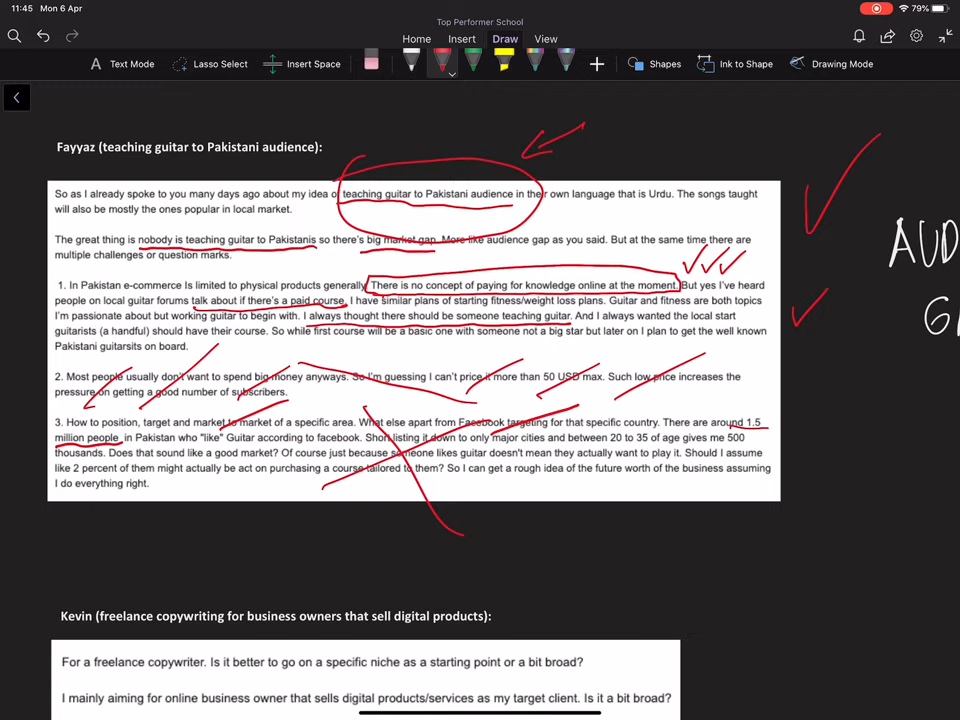 11:45 Mon 6 Apr
79%
Top Performer School
Home Insert Draw View
Text Mode Lasso Select Insert Space Shapes Ink to Shape Drawing Mode
Fayyaz (teaching guitar to Pakistani audience):
So as I already spoke to you many days ago about my idea of teaching guitar to Pakistani audience in their own language that is Urdu. The songs taught
will also be mostly the ones popular in local market.
The great thing is nobody is teaching guitar to Pakistanis so there's big market gap. More like audience gap as you said. But at the same time there are
multiple challenges or question marks.
1. In Pakistan e-commerce Is limited to physical products generally. There is no concept of paying for knowledge online at the moment. But yes I've heard
people on local guitar forums talk about if there's a paid course. I have similar plans of starting fitness/weight loss plans. Guitar and fitness are both topics
I'm passionate about but working guitar to begin with. I always thought there should be someone teaching guitar. And I always wanted the local start
guitarists (a handful) should have their course. So while first course will be a basic one with someone not a big star but later on I plan to get the well known
Pakistani guitarsits on board.
2. Most people usually don't want to spend big money anyways. So I'm guessing I can't price it more than 50 USD max. Such low price increases the
pressure on getting a good number of subscribers.
3. How to position, target and market to market of a specific area. What else apart from Facebook targeting for that specific country. There are around 1.5
million people in Pakistan who "like" Guitar according to facebook. Short listing it down to only major cities and between 20 to 35 of age gives me 500
thousands. Does that sound like a good market? Of course just because someone likes guitar doesn't mean they actually want to play it. Should I assume
like 2 percent of them might actually be act on purchasing a course tailored to them? So I can get a rough idea of the future worth of the business assuming
I do everything right.
AUD
G
Kevin (freelance copywriting for business owners that sell digital products):
For a freelance copywriter. Is it better to go on a specific niche as a starting point or a bit broad?
I mainly aiming for online business owner that sells digital products/services as my target client. Is it a bit broad?